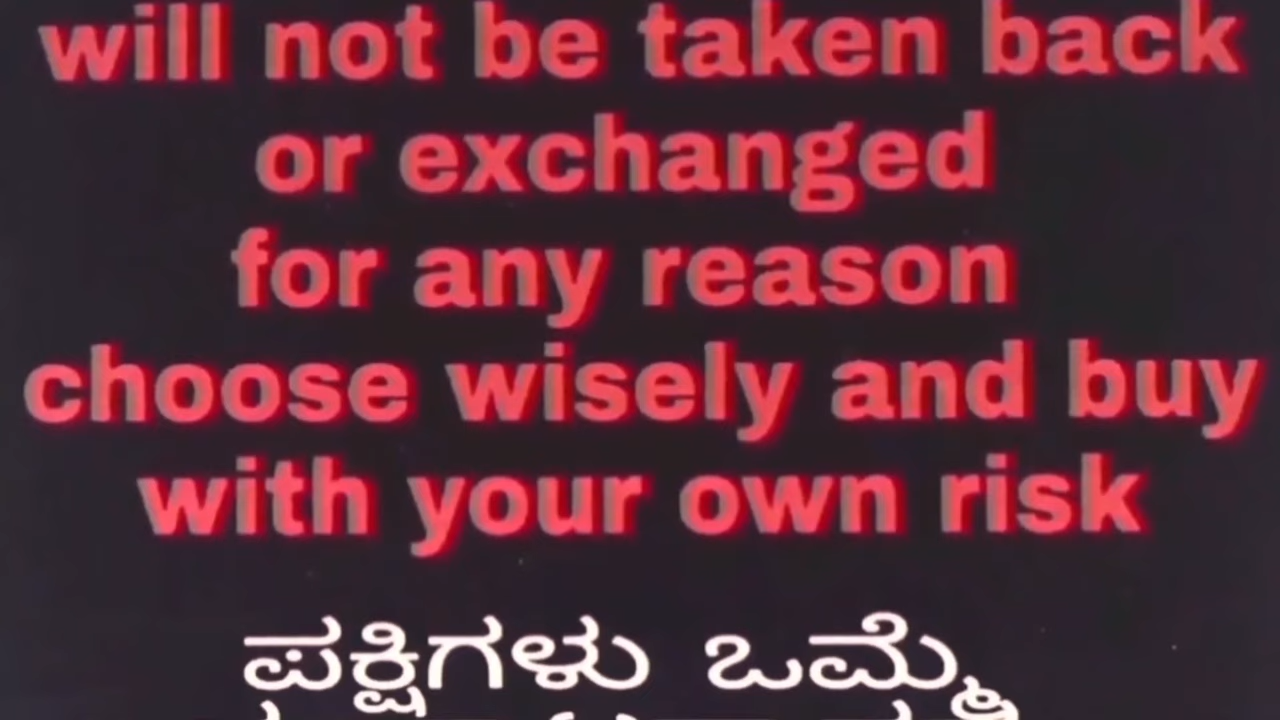 will not be taken back
or exchanged
for any reason
choose wisely and buy
with your own risk
ಪಕ್ಷಿಗಳು ಒಮ್ಮೆ